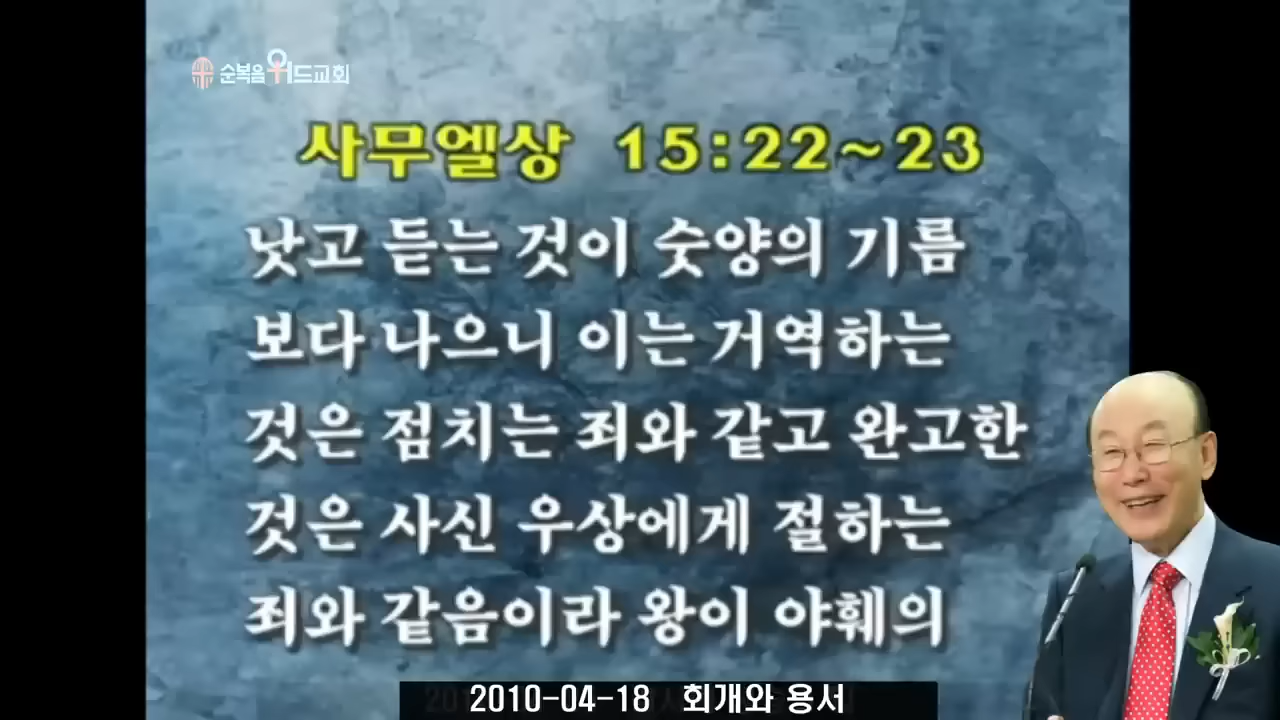 순복음워드교회
사무엘상 15:22~23
낫고 듣는 것이 숫양의 기름
보다 나으니 이는 거역하는
것은 점치는 죄와 같고 완고한
것은 사신 우상에게 절하는
죄와 같음이라 왕이 야훼의
2010-04-18 회개와 용서